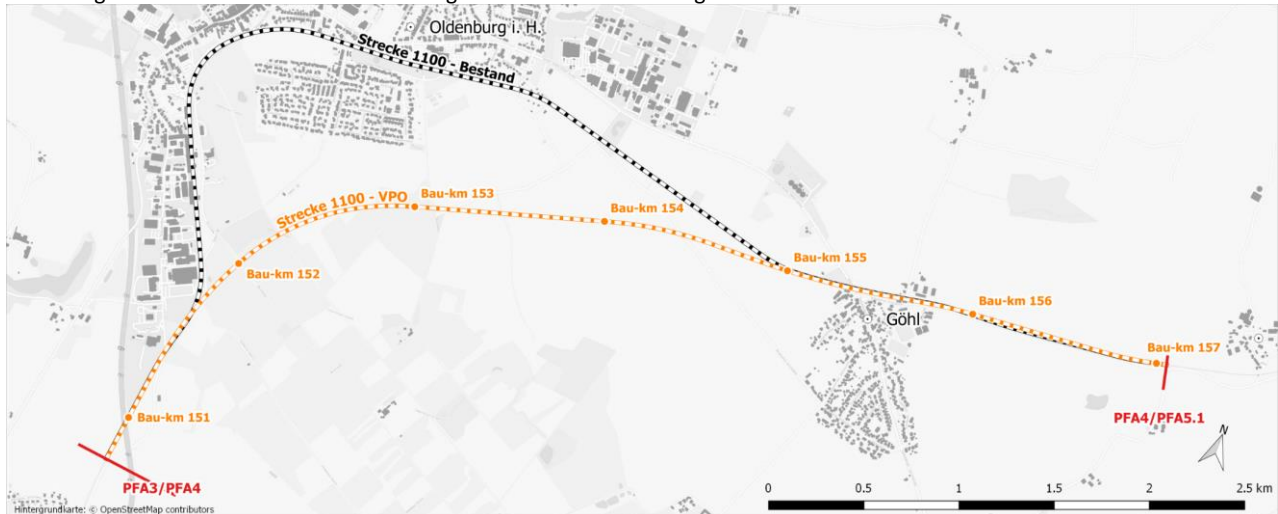 Oldenburg i. H.
Strecke 1100 - Bestand
Strecke 1100 - VPO
Bau-km 153
Bau-km 154
Bau-km 152
Bau-km 155
Bau-km 156
Göhl
Bau-km 157
Bau-km 151
PFA4/PFA5.1
N
PFA3/PFA4
0 0.5 1 1.5 2 2.5 km
Hintergrundkarte: © OpenStreetMap contributors